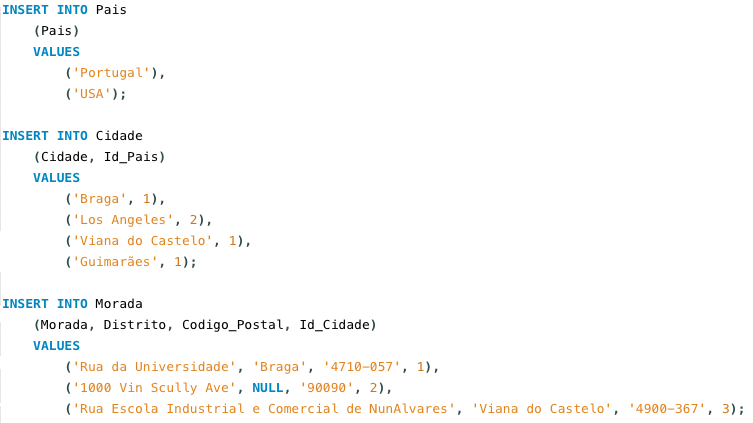 INSERT INTO Pais
(Pais)
VALUES
('Portugal'),
('USA');
INSERT INTO Cidade
(Cidade, Id_Pais)
VALUES
('Braga', 1),
('Los Angeles', 2),
('Viana do Castelo', 1),
('Guimarães', 1);
INSERT INTO Morada
(Morada, Distrito, Codigo_Postal, Id_Cidade)
VALUES
('Rua da Universidade', 'Braga', '4710-057', 1),
('1000 Vin Scully Ave', NULL, '90090', 2),
('Rua Escola Industrial e Comercial de NunAlvares', 'Viana do Castelo', '4900-367', 3);